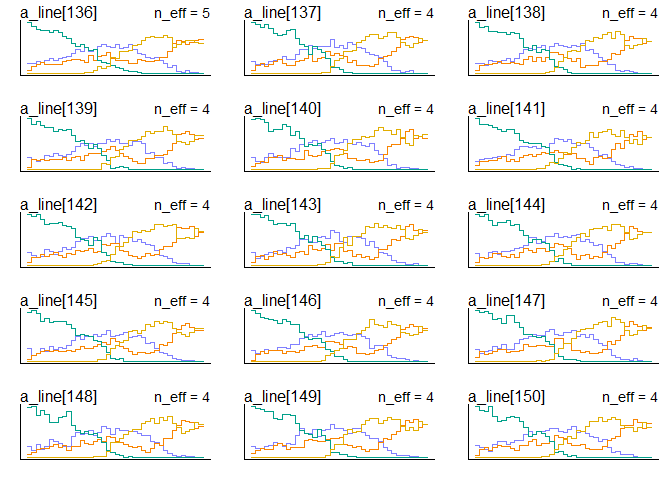 a_line[136] n_eff = 5 a_line[137] n_eff = 4 a_line[138] n_eff = 4
a_line[139] n_eff = 4 a_line[140] n_eff = 4 a_line[141] n_eff = 4
a_line[142] n_eff = 4 a_line[143] n_eff = 4 a_line[144] n_eff = 4
a_line[145] n_eff = 4 a_line[146] n_eff = 4 a_line[147] n_eff = 4
a_line[148] n_eff = 4 a_line[149] n_eff = 4 a_line[150] n_eff = 4